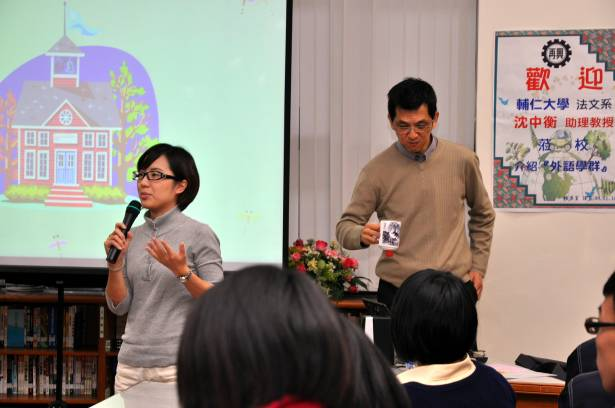 再興
歡迎
輔仁大學 法文系
沈中衡 助理教授
蒞校
介紹『外語學群』